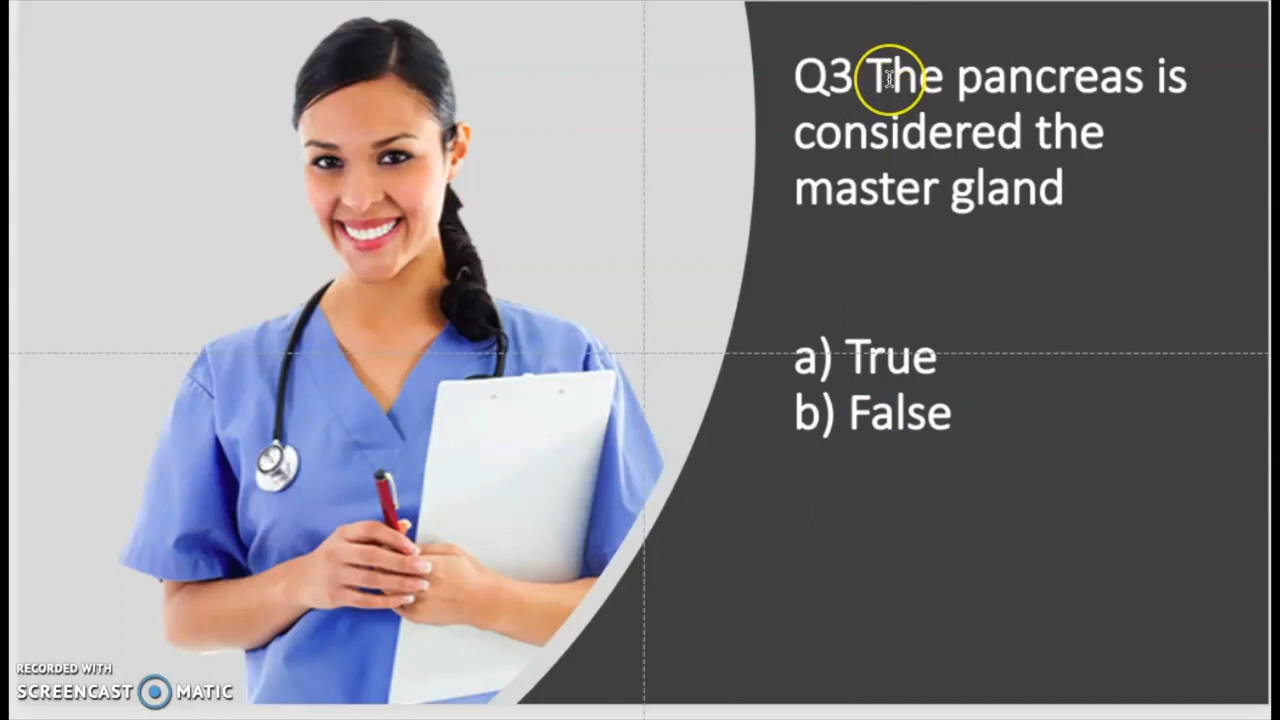 Q3 The pancreas is
considered the
master gland
a) True
b) False
RECORDED WITH
SCREENCAST MATIC